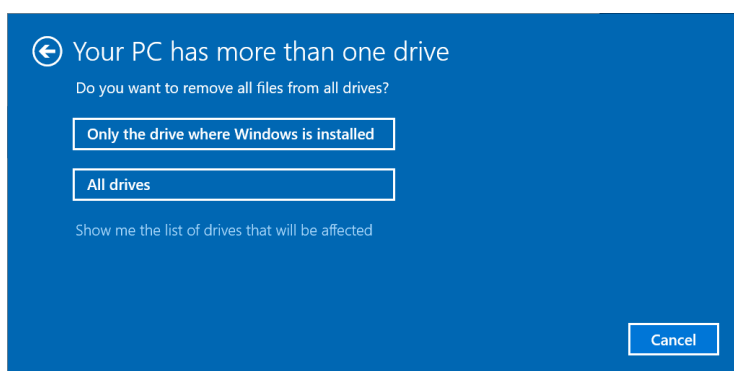 Your PC has more than one drive
Do you want to remove all files from all drives?
Only the drive where Windows is installed
All drives
Show me the list of drives that will be affected
Cancel